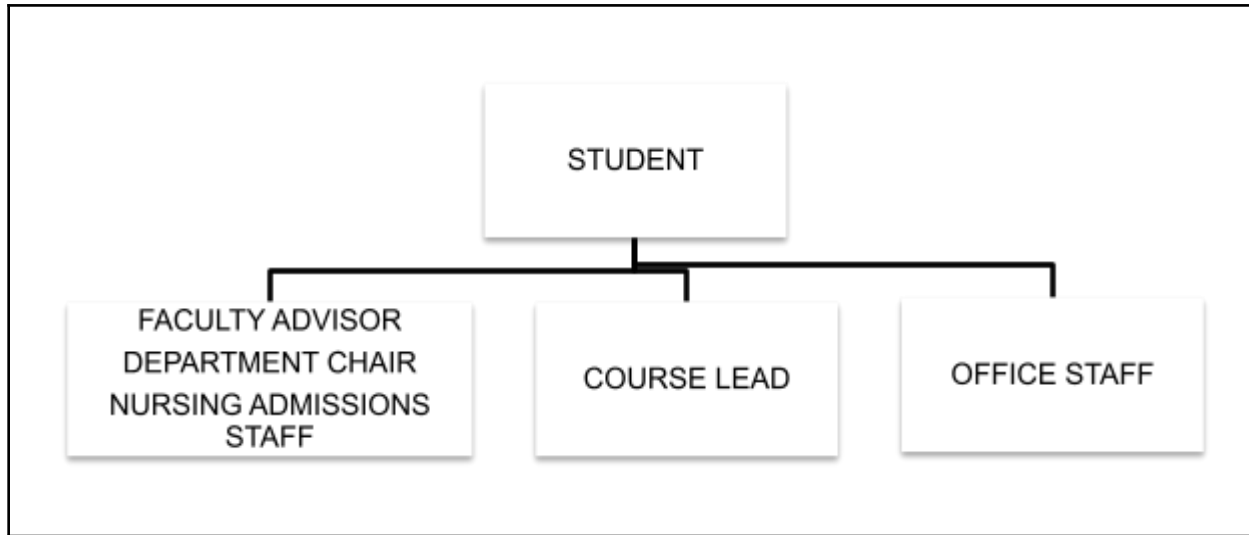 STUDENT
FACULTY ADVISOR
DEPARTMENT CHAIR
NURSING ADMISSIONS
STAFF
COURSE LEAD
OFFICE STAFF